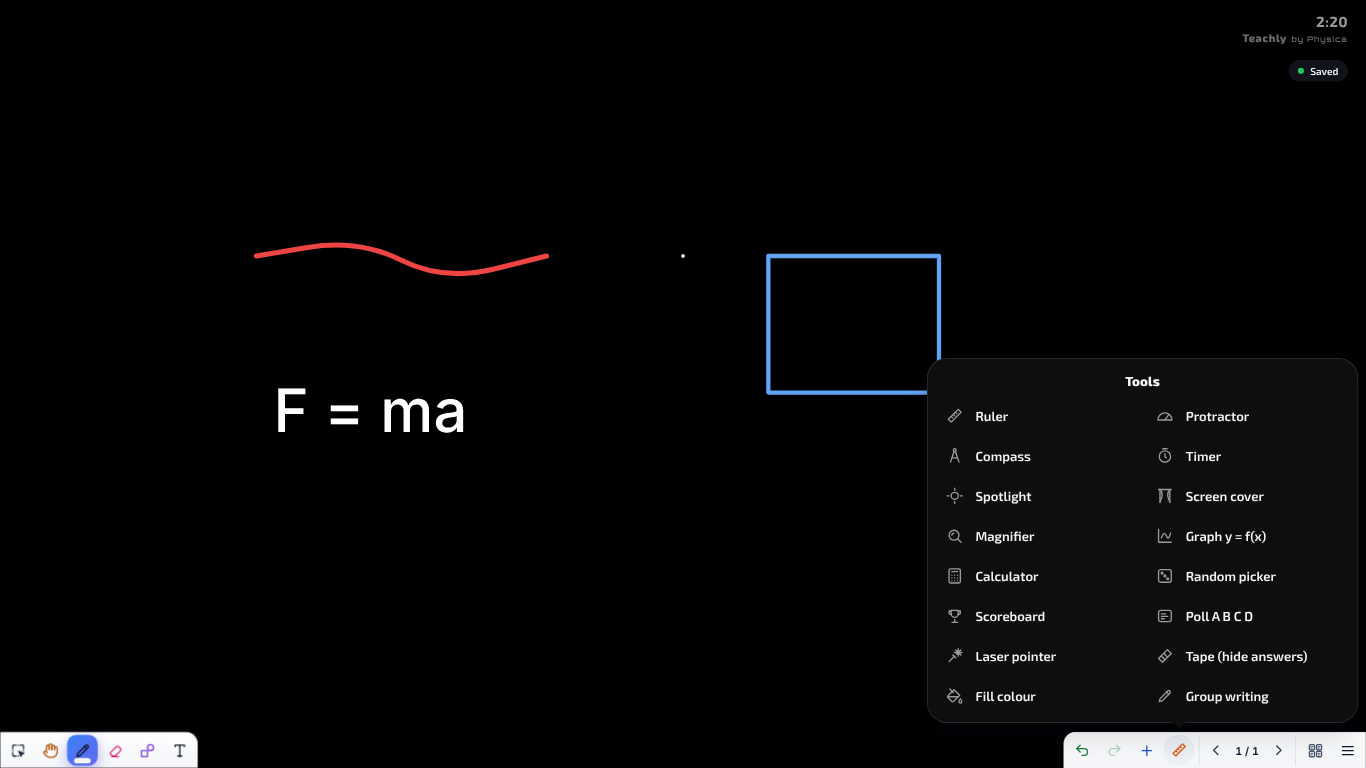 2:20
Teachly by Physica
Saved
F = ma
Tools
Ruler
Protractor
Compass
Timer
Spotlight
Screen cover
Magnifier
Graph y = f(x)
Calculator
Random picker
Scoreboard
Poll A B C D
Laser pointer
Tape (hide answers)
Fill colour
Group writing
T
1 / 1